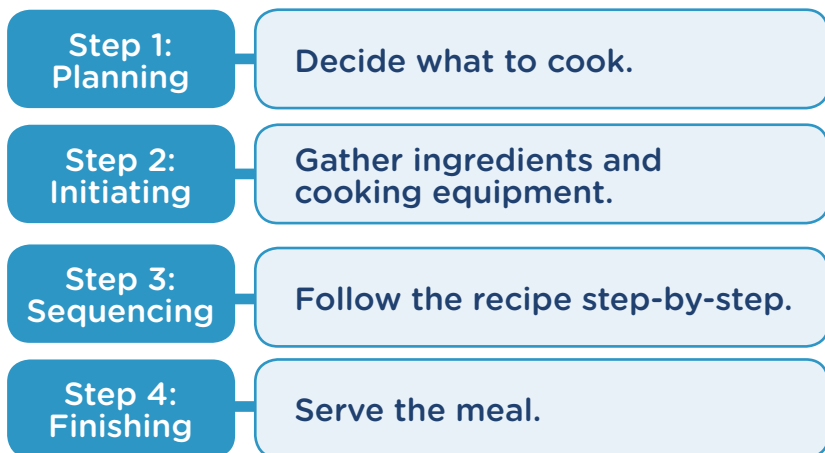 Step 1:
Planning
Decide what to cook.
Step 2:
Initiating
Gather ingredients and
cooking equipment.
Step 3:
Sequencing
Follow the recipe step-by-step.
Step 4:
Finishing
Serve the meal.